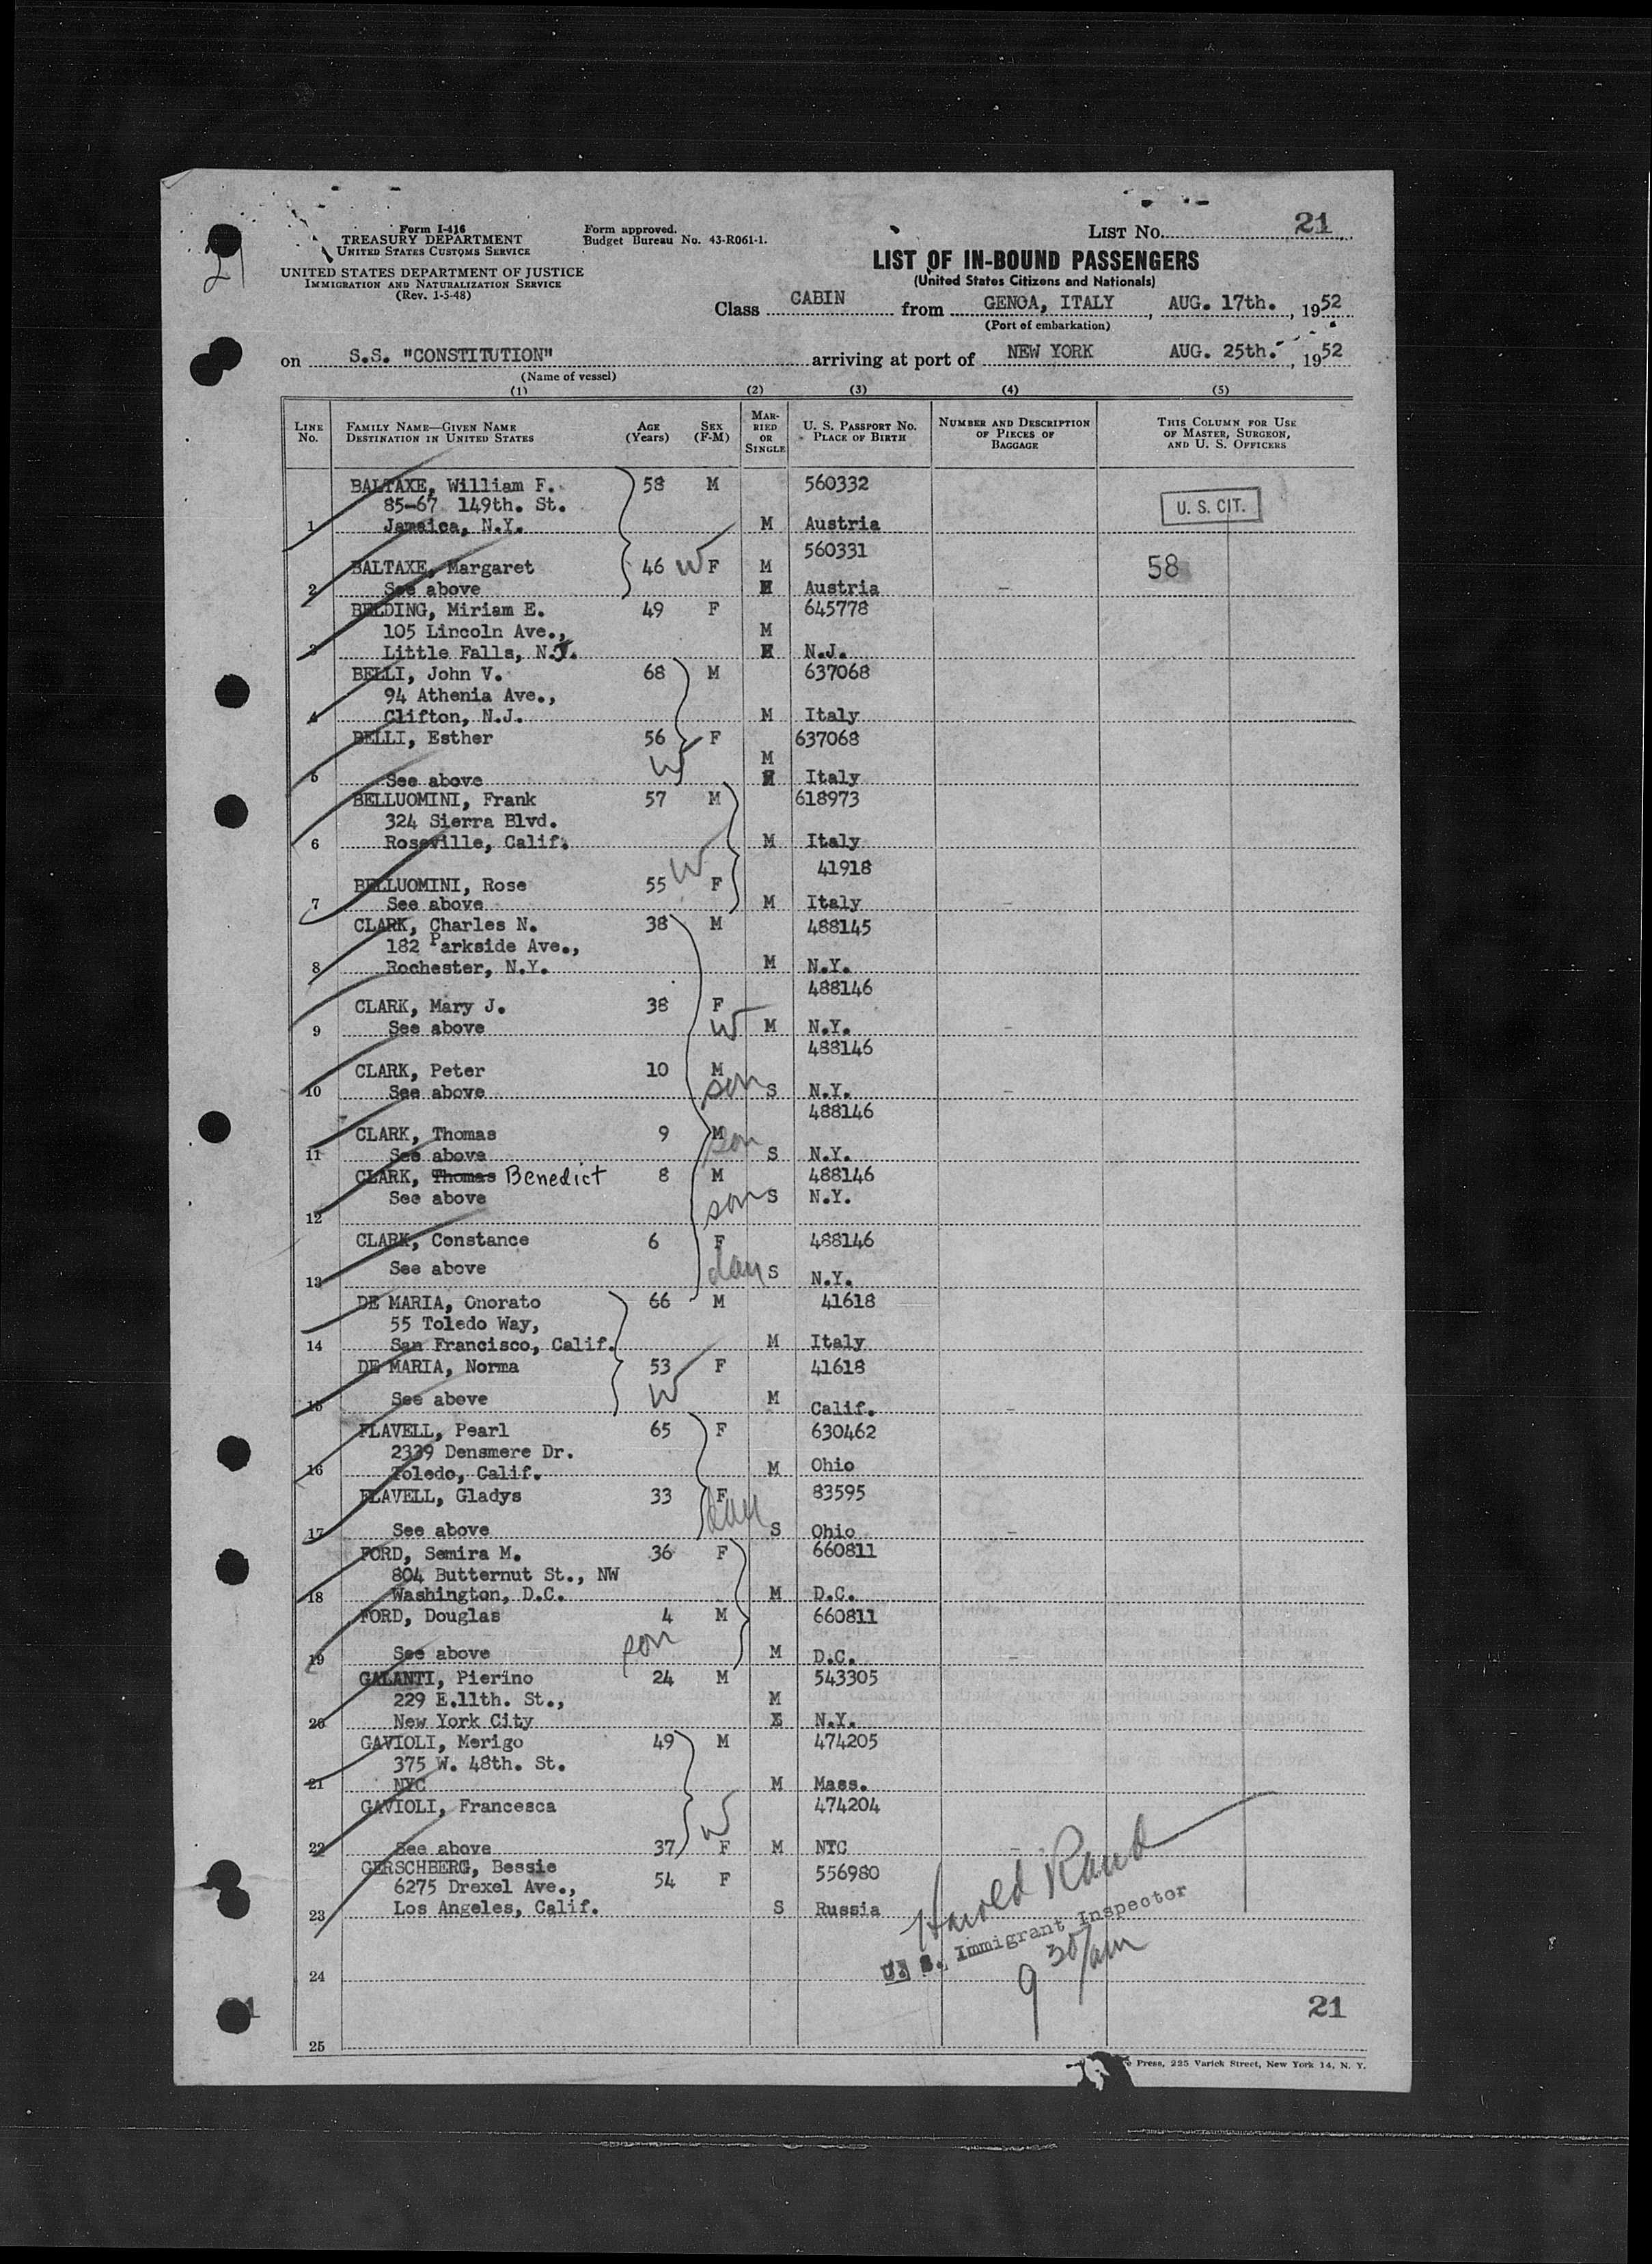 21
Form I-416
TREASURY DEPARTMENT
UNITED STATES CUSTOMS SERVICE
UNITED STATES DEPARTMENT OF JUSTICE
IMMIGRATION AND NATURALIZATION SERVICE
(Rev. 1-5-48)
Form approved.
Budget Bureau No. 43-R061-1.
LIST No. 21
LIST OF IN-BOUND PASSENGERS
(United States Citizens and Nationals)
Class CABIN from GENOA, ITALY, AUG. 17th., 1952
(Port of embarkation)
on S.S. "CONSTITUTION" arriving at port of NEW YORK AUG. 25th., 1952
(Name of vessel)
(1) (2) (3) (4) (5)
LINE No. FAMILY NAME—GIVEN NAME DESTINATION IN UNITED STATES AGE (Years) SEX (F-M) MARRIED OR SINGLE U. S. PASSPORT No. PLACE OF BIRTH NUMBER AND DESCRIPTION OF PIECES OF BAGGAGE THIS COLUMN FOR USE OF MASTER, SURGEON, AND U. S. OFFICERS
BALTAXE, William F. 58 M 560332
85-67 149th. St. U. S. CIT.
1 Jamaica, N.Y. M Austria
560331
BALTAXE, Margaret 46 W F M 58
2 See above Austria –
BELDING, Miriam E. 49 F 645778
105 Lincoln Ave., M
3 Little Falls, N.J. N.J.
BELLI, John V. 68 M 637068
94 Athenia Ave.,
4 Clifton, N.J. M Italy
BELLI, Esther 56 F 637068
W M
5 See above Italy
BELLUOMINI, Frank 57 M 618973
324 Sierra Blvd.
6 Roseville, Calif. M Italy
41918
BELLUOMINI, Rose 55 W F
7 See above M Italy –
CLARK, Charles N. 38 M 488145
182 Parkside Ave.,
8 Rochester, N.Y. M N.Y.
488146
CLARK, Mary J. 38 F
9 See above W M N.Y. –
488146
CLARK, Peter 10 M
10 See above son S N.Y. –
488146
CLARK, Thomas 9 M
11 See above son S N.Y.
CLARK, Thomas Benedict 8 M 488146
See above son S N.Y.
12
CLARK, Constance 6 F 488146
See above dau S
13 N.Y.
DE MARIA, Onorato 66 M 41618
55 Toledo Way,
14 San Francisco, Calif. M Italy
DE MARIA, Norma 53 F 41618
See above W M
15 Calif. –
FLAVELL, Pearl 65 F 630462
2339 Densmere Dr.
16 Toledo, Calif. M Ohio
FLAVELL, Gladys 33 F 83595
dau
17 See above S Ohio –
FORD, Semira M. 36 F 660811
804 Butternut St., NW
18 Washington, D.C. M D.C.
FORD, Douglas 4 M 660811
son
19 See above M D.C. –
GALANTI, Pierino 24 M 543305
229 E.11th. St., M
20 New York City N.Y.
GAVIOLI, Merigo 49 M 474205
375 W. 48th. St.
21 NYC M Mass.
GAVIOLI, Francesca 474204
W
22 See above 37 F M NTC –
GERSCHBERG, Bessie 556980
6275 Drexel Ave., 54 F
23 Los Angeles, Calif. S Russia
Harold Rand
U. S. Immigrant Inspector
9 30/am
24
21
25
Press, 225 Varick Street, New York 14, N. Y.